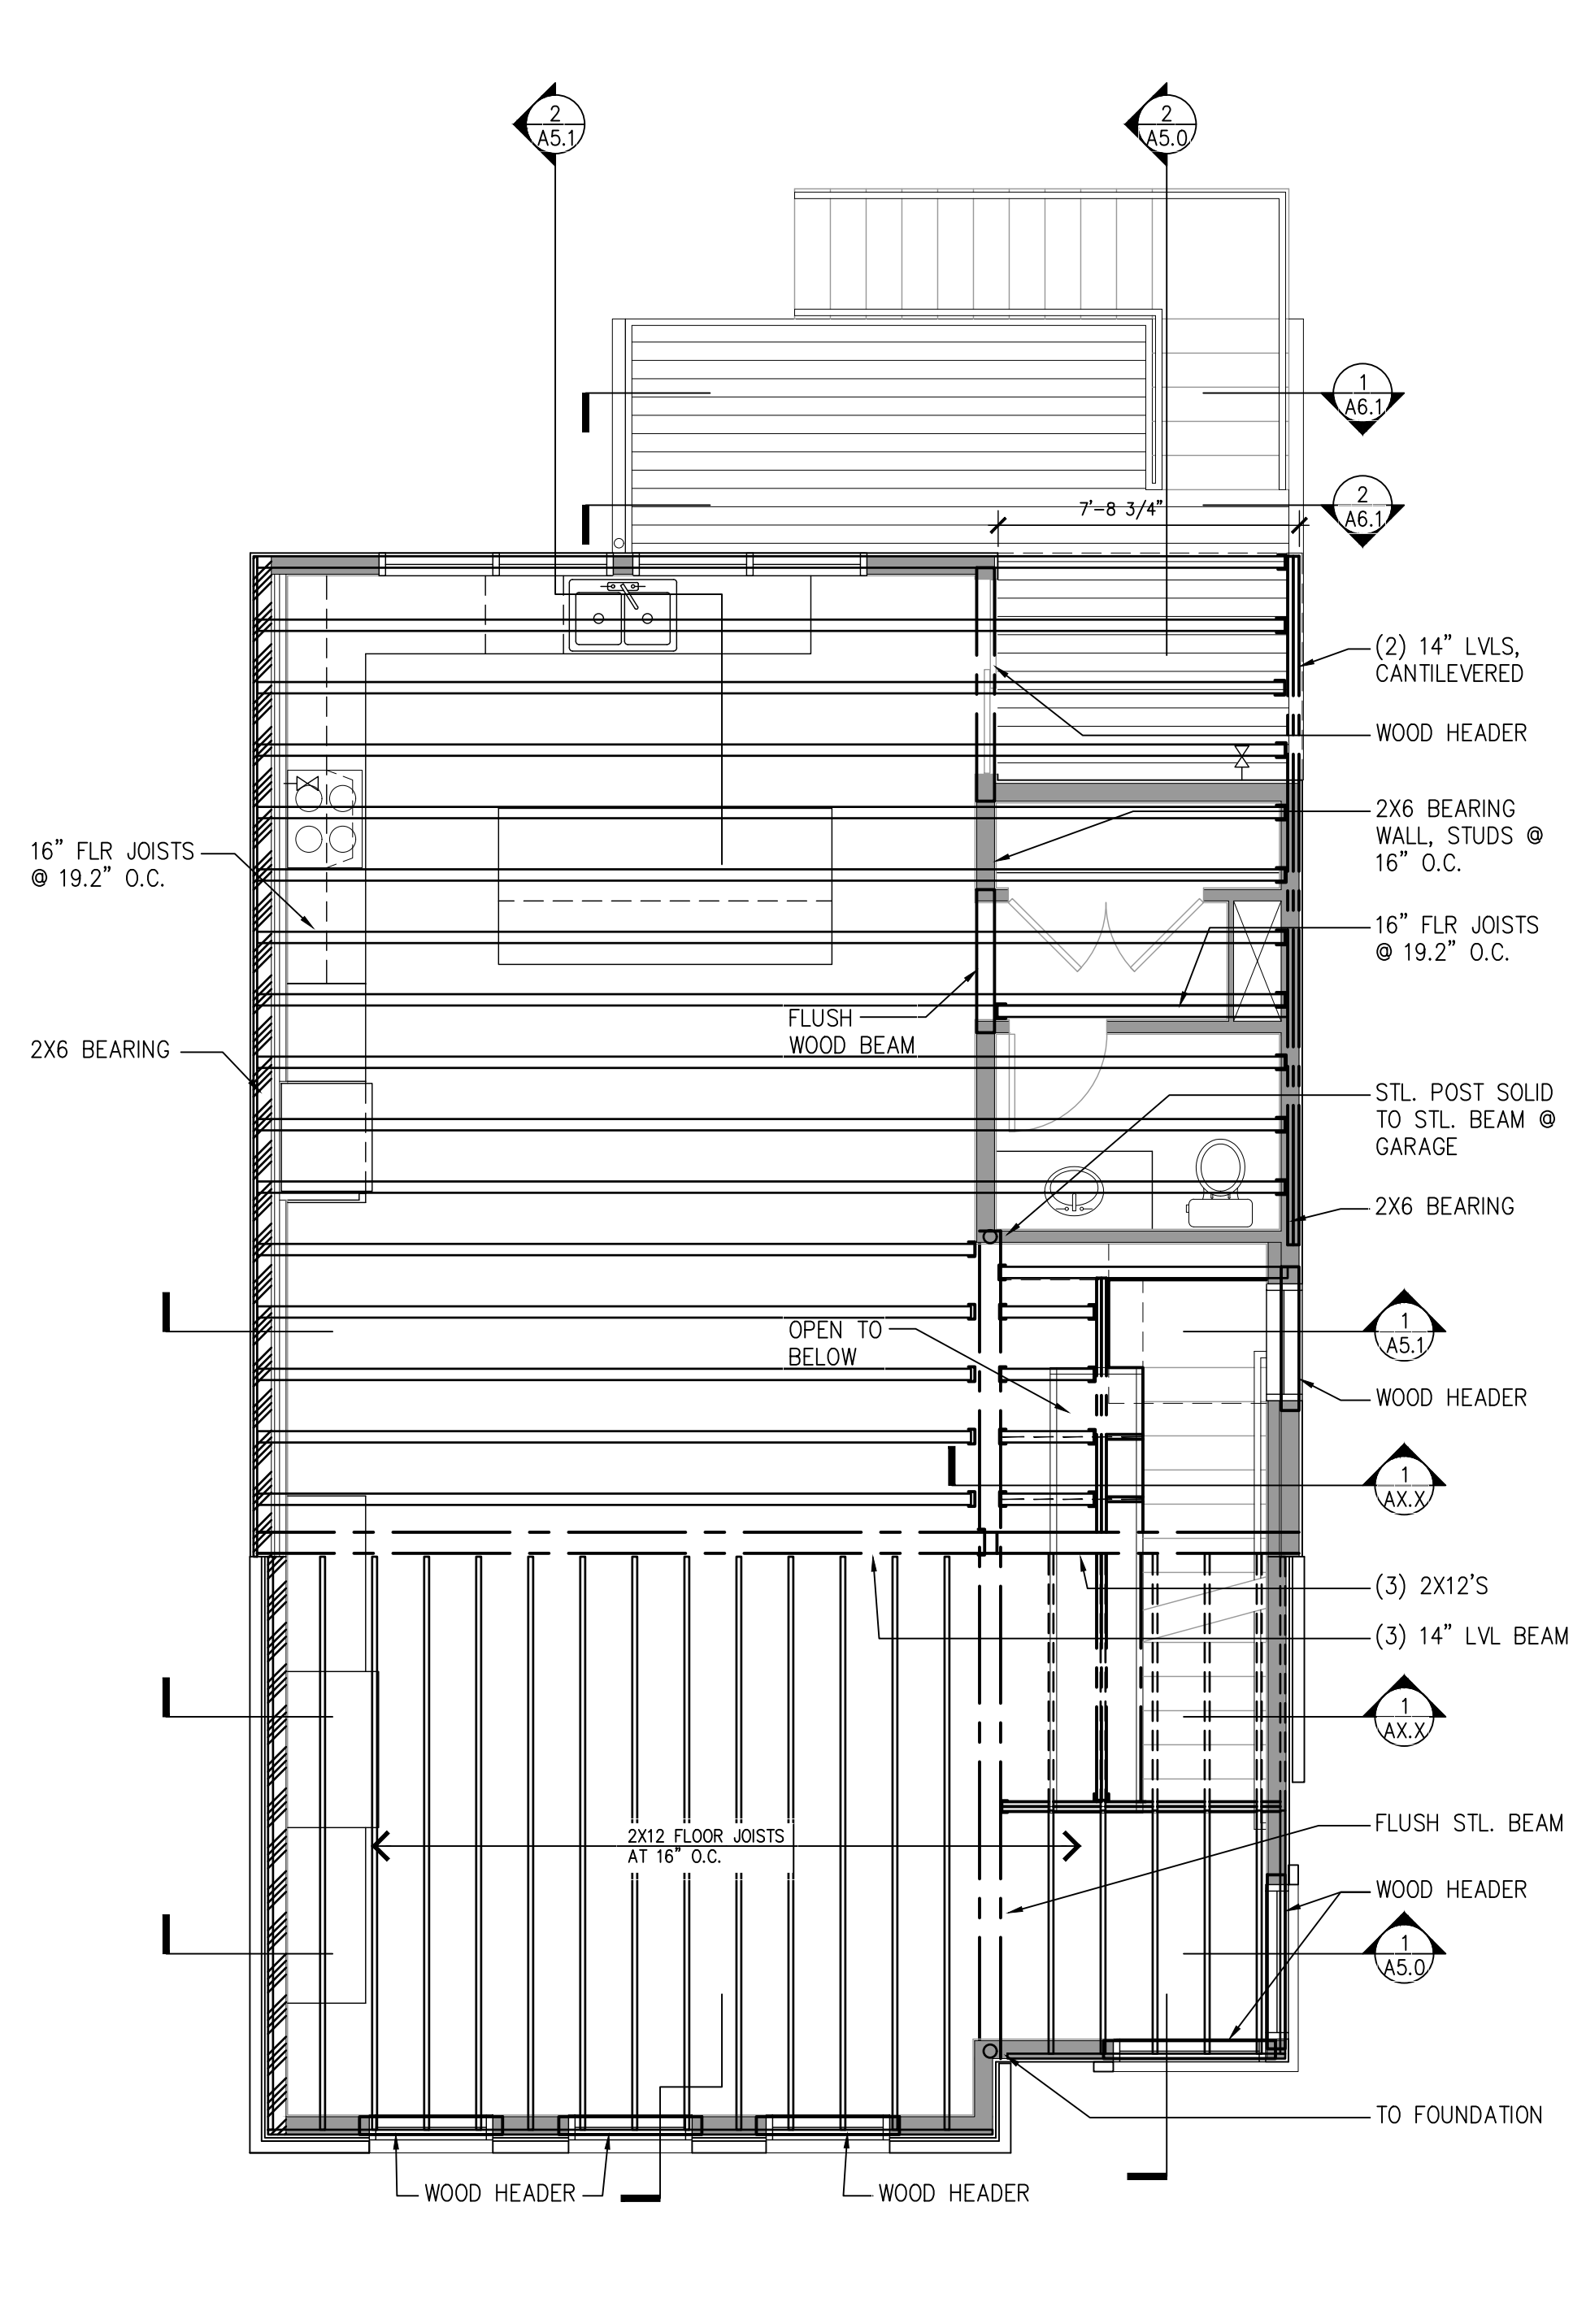 2
A5.1
2
A5.0
1
A6.1
2
A6.1
7'-8 3/4"
(2) 14" LVLS,
CANTILEVERED
WOOD HEADER
2X6 BEARING
WALL, STUDS @
16" O.C.
16" FLR JOISTS
@ 19.2" O.C.
16" FLR JOISTS
@ 19.2" O.C.
FLUSH
WOOD BEAM
2X6 BEARING
STL. POST SOLID
TO STL. BEAM @
GARAGE
2X6 BEARING
OPEN TO
BELOW
1
A5.1
WOOD HEADER
1
AX.X
(3) 2X12'S
(3) 14" LVL BEAM
1
AX.X
2X12 FLOOR JOISTS
AT 16" O.C.
FLUSH STL. BEAM
WOOD HEADER
1
A5.0
TO FOUNDATION
WOOD HEADER
WOOD HEADER